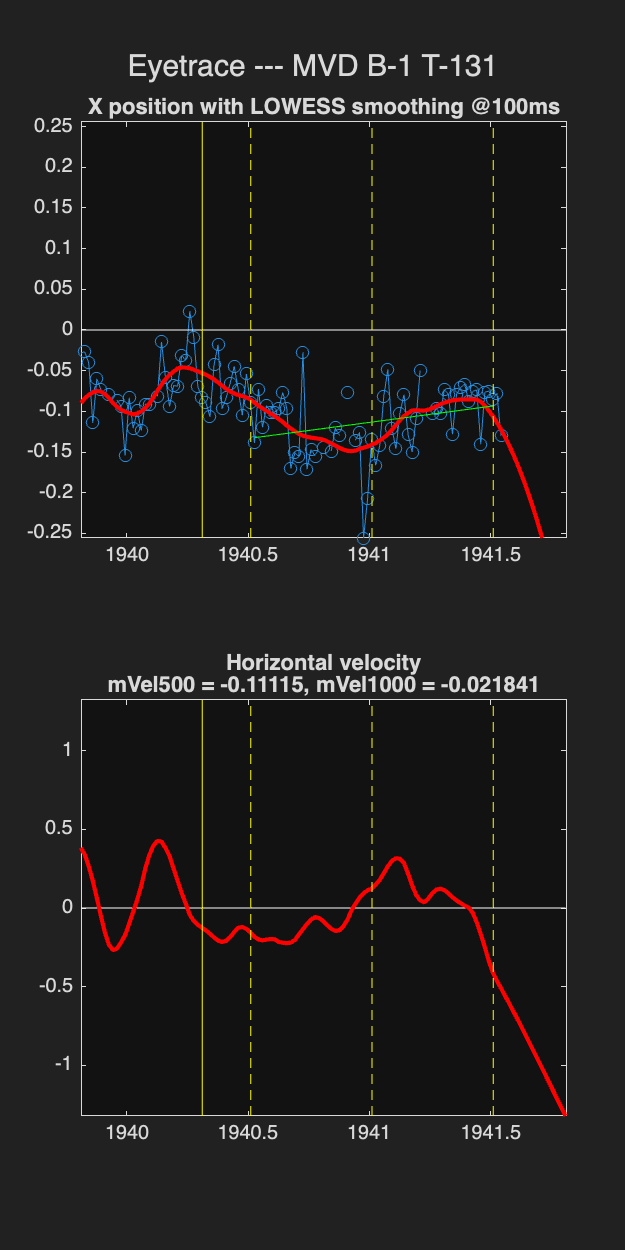 Eyetrace --- MVD B-1 T-131
X position with LOWESS smoothing @100ms
0.25
0.2
0.15
0.1
0.05
0
-0.05
-0.1
-0.15
-0.2
-0.25
1940 1940.5 1941 1941.5
Horizontal velocity
mVel500 = -0.11115, mVel1000 = -0.021841
1
0.5
0
-0.5
-1
1940 1940.5 1941 1941.5